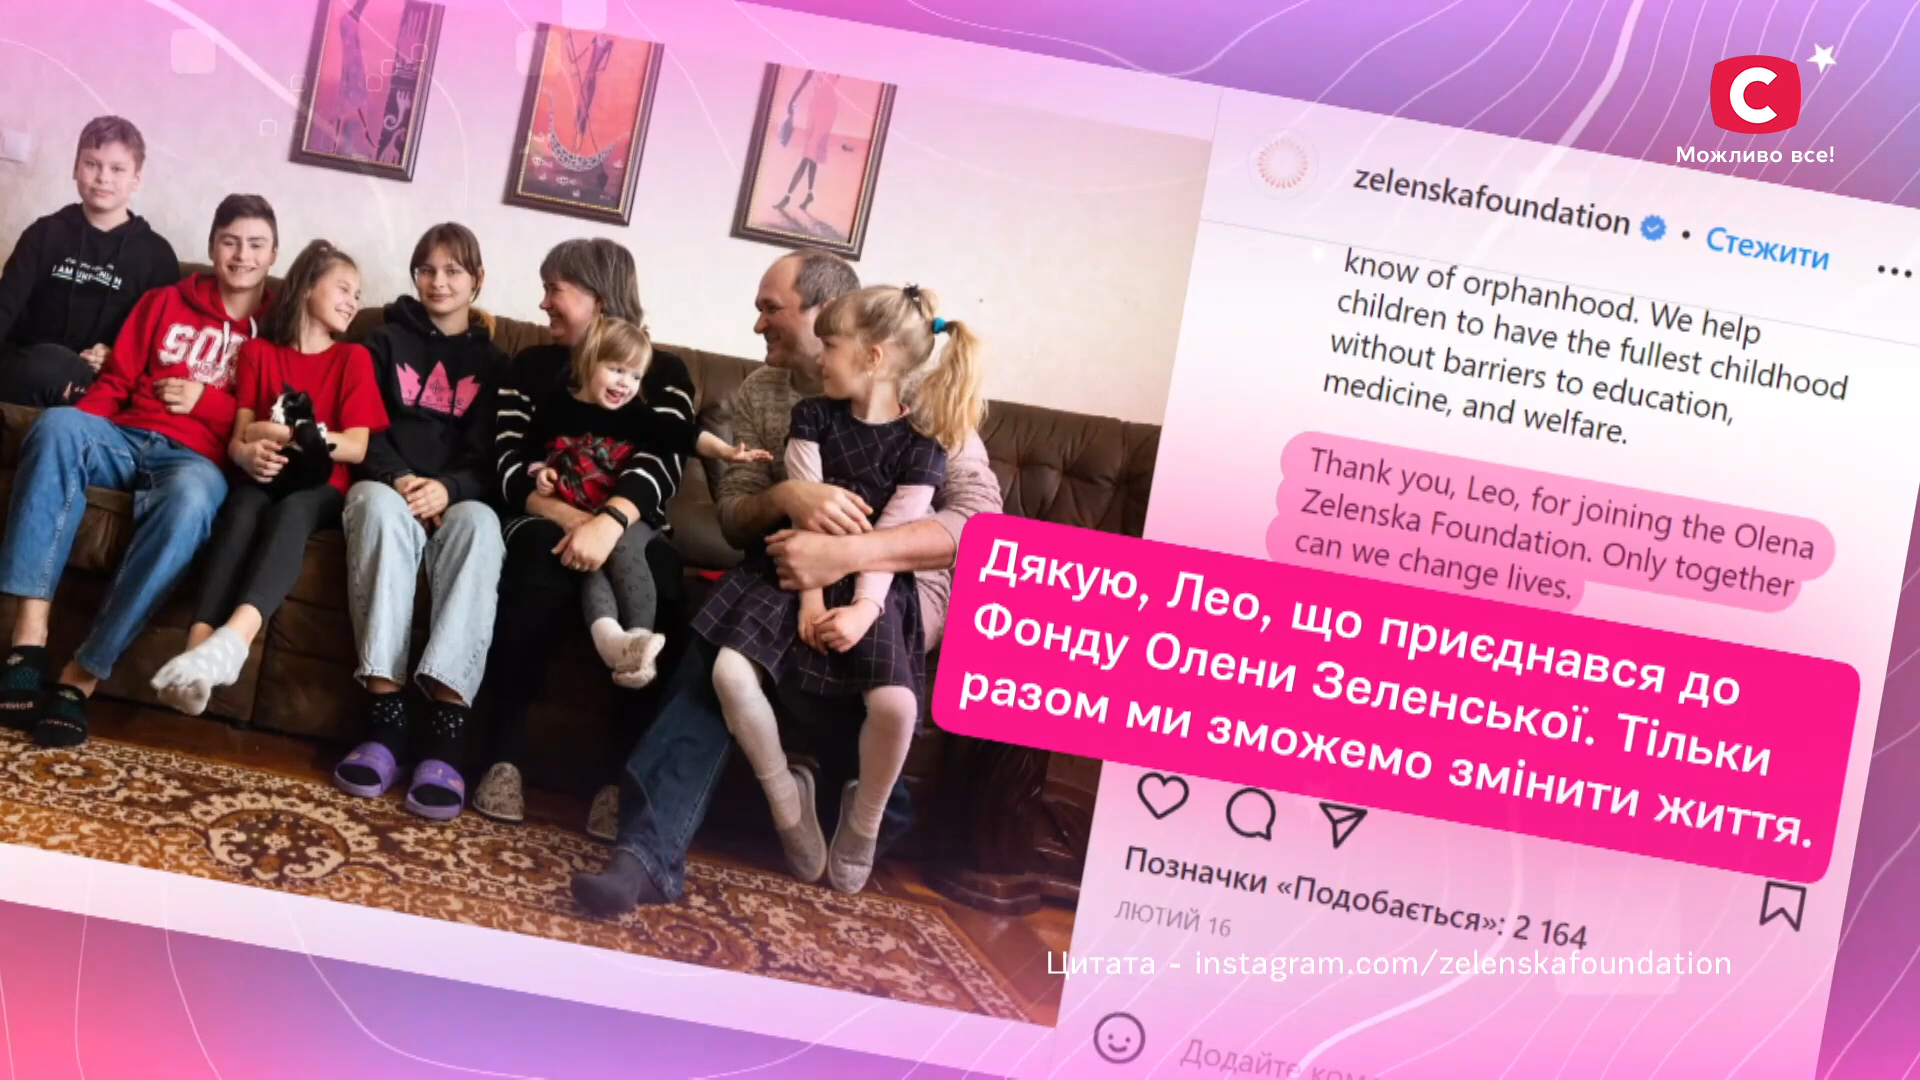 Можливо все!
zelenskafoundation • Стежити
know of orphanhood. We help
children to have the fullest childhood
without barriers to education,
medicine, and welfare.
Thank you, Leo, for joining the Olena
Zelenska Foundation. Only together
can we change lives.
Дякую, Лео, що приєднався до
Фонду Олени Зеленської. Тільки
разом ми зможемо змінити життя.
Позначки «Подобається»: 2 164
ЛЮТИЙ 16
Цитата - instagram.com/zelenskafoundation
Додайте